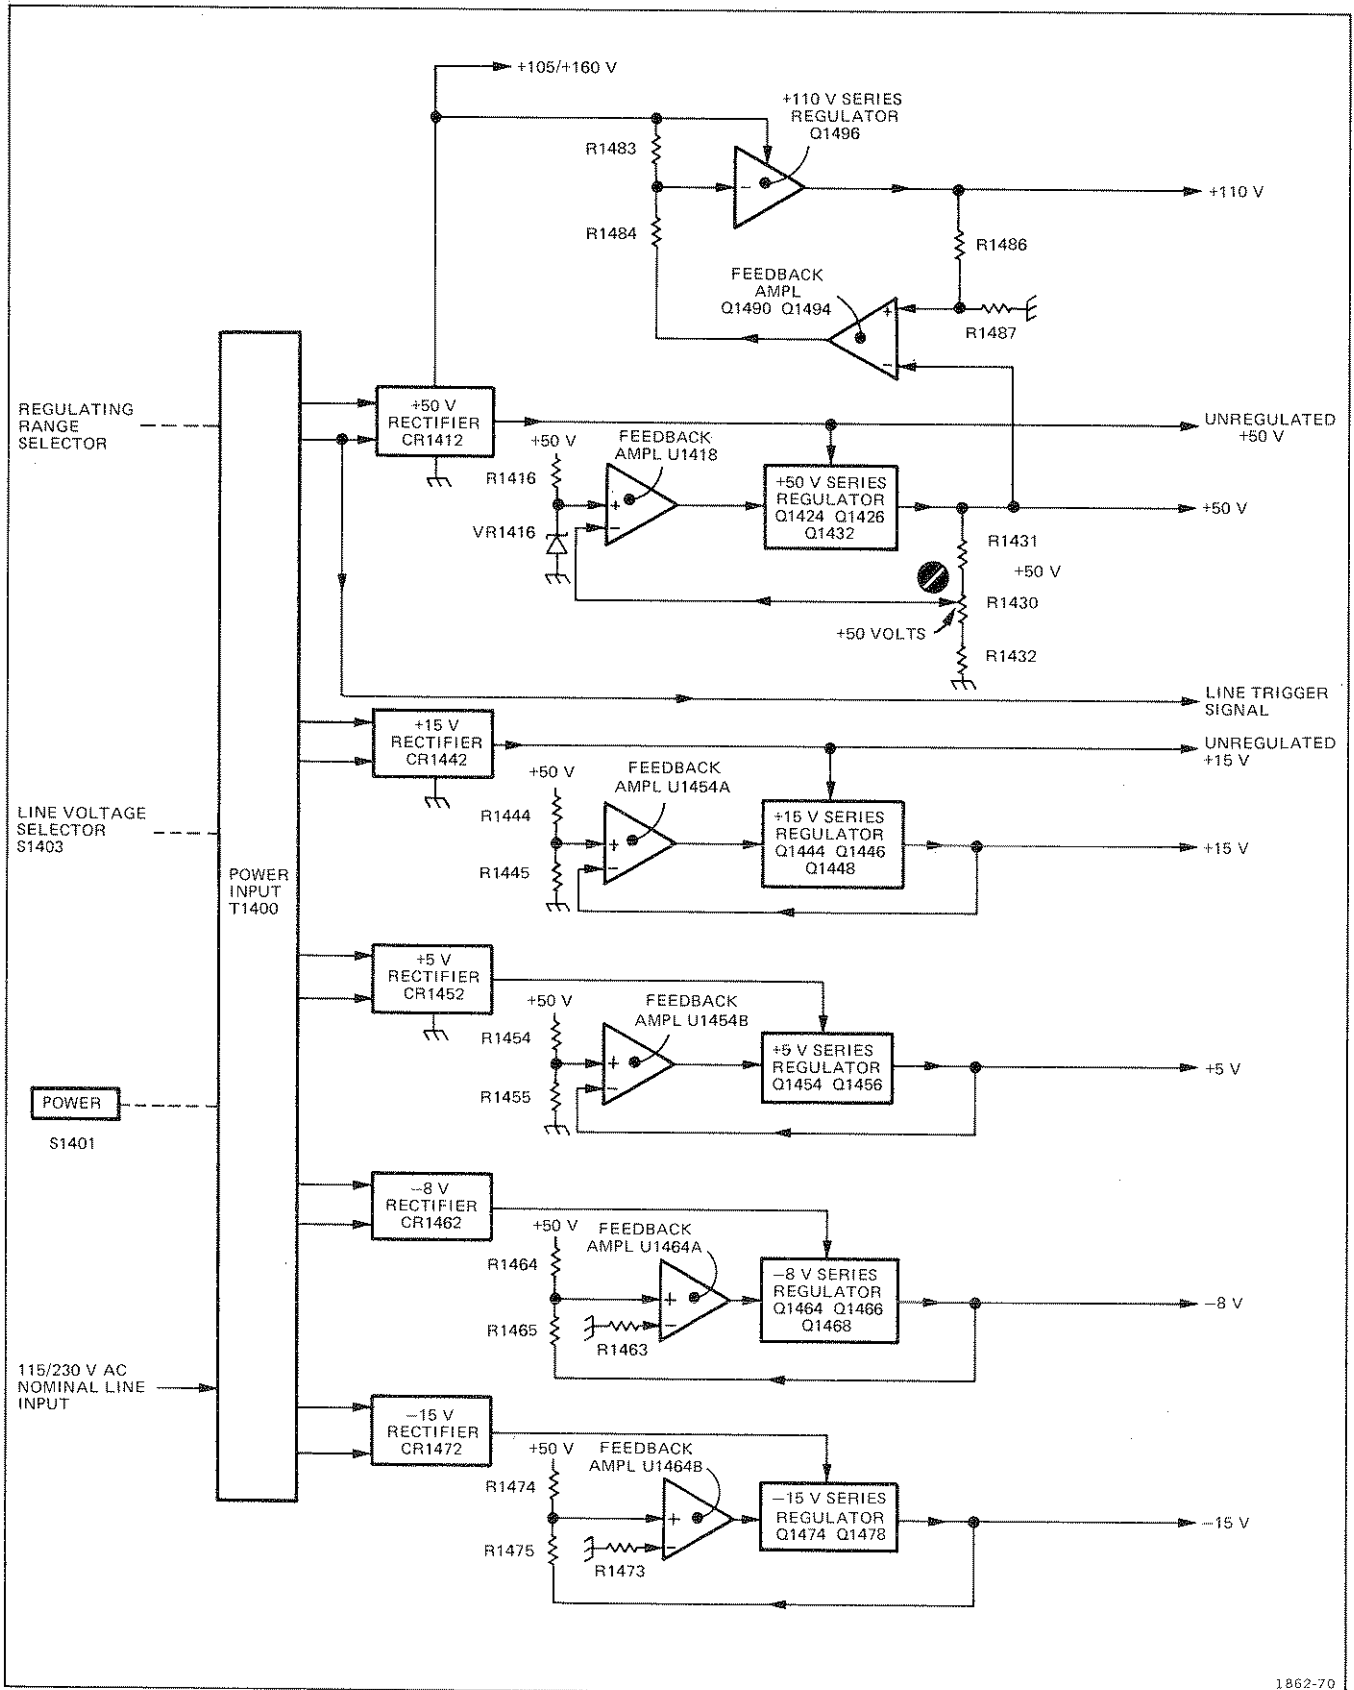 +105/+160 V
+110 V SERIES
REGULATOR
Q1496
R1483
+110 V
R1484
R1486
FEEDBACK
AMPL
Q1490 Q1494
+
R1487
−
−
REGULATING
RANGE
SELECTOR
+50 V
RECTIFIER
CR1412
UNREGULATED
+50 V
+50 V
FEEDBACK
AMPL U1418
R1416
+
−
VR1416
+50 V SERIES
REGULATOR
Q1424 Q1426
Q1432
+50 V
R1431
+50 V
R1430
+50 VOLTS
R1432
LINE TRIGGER
SIGNAL
+15 V
RECTIFIER
CR1442
UNREGULATED
+15 V
+50 V
FEEDBACK
AMPL U1454A
LINE VOLTAGE
SELECTOR
S1403
R1444
+
−
R1445
+15 V SERIES
REGULATOR
Q1444 Q1446
Q1448
+15 V
POWER
INPUT
T1400
+5 V
RECTIFIER
CR1452
+50 V
FEEDBACK
AMPL U1454B
R1454
+
−
R1455
+5 V SERIES
REGULATOR
Q1454 Q1456
+5 V
POWER
S1401
−8 V
RECTIFIER
CR1462
+50 V
FEEDBACK
AMPL U1464A
R1464
+
−
R1465
R1463
−8 V SERIES
REGULATOR
Q1464 Q1466
Q1468
−8 V
115/230 V AC
NOMINAL LINE
INPUT
−15 V
RECTIFIER
CR1472
+50 V
FEEDBACK
AMPL U1464B
R1474
+
−
R1475
R1473
−15 V SERIES
REGULATOR
Q1474 Q1478
−15 V
1862-70